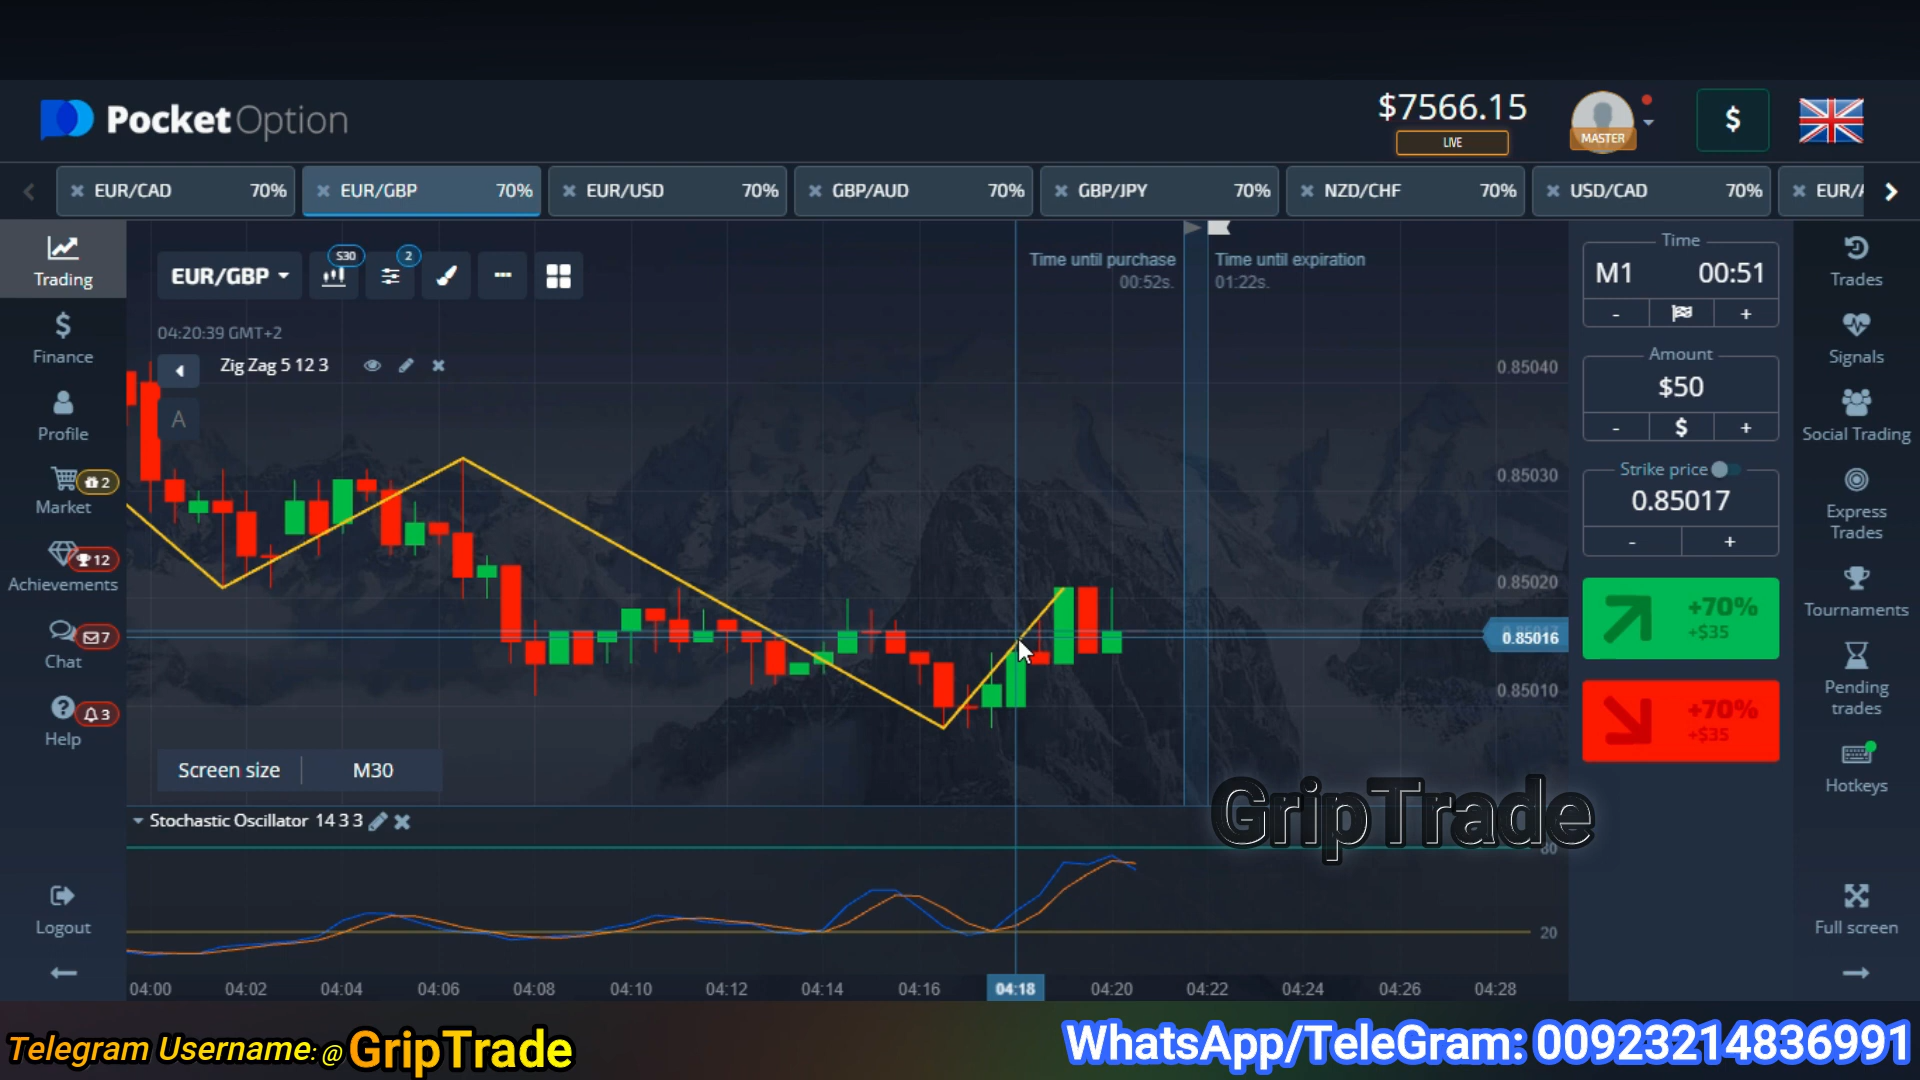 PocketOption
$7566.15
LIVE
MASTER
$
EUR/CAD 70%
EUR/GBP 70%
EUR/USD 70%
GBP/AUD 70%
GBP/JPY 70%
NZD/CHF 70%
USD/CAD 70%
EUR/A
Trading
Finance
Profile
2
Market
12
Achievements
7
Chat
3
Help
Logout
EUR/GBP
S30
2
04:20:39 GMT+2
Zig Zag 5 12 3
A
Time until purchase
00:52s.
Time until expiration
01:22s.
0.85040
0.85030
0.85020
0.85016
0.85010
Screen size M30
Stochastic Oscillator 14 3 3
80
20
04:00 04:02 04:04 04:06 04:08 04:10 04:12 04:14 04:16 04:18 04:20 04:22 04:24 04:26 04:28
Time
M1 00:51
- +
Amount
$50
- $ +
Strike price
0.85017
- +
+70%
+$35
+70%
+$35
Trades
Signals
Social Trading
Express
Trades
Tournaments
Pending
trades
Hotkeys
Full screen
GripTrade
Telegram Username: @GripTrade
WhatsApp/TeleGram: 00923214836991